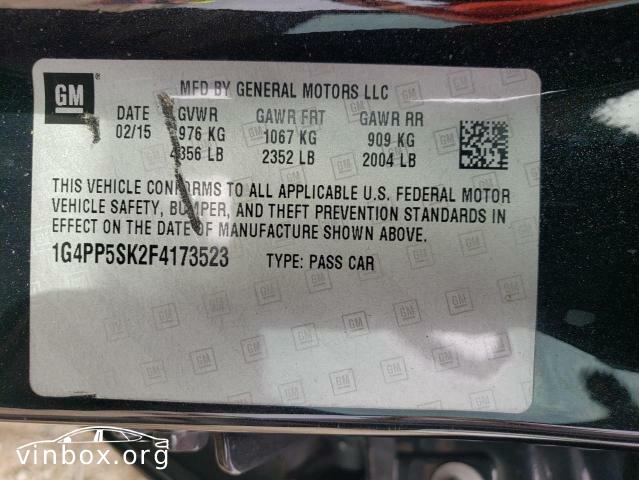 GM
MFD BY GENERAL MOTORS LLC
DATE GVWR GAWR FRT GAWR RR
02/15 976 KG 1067 KG 909 KG
4356 LB 2352 LB 2004 LB
THIS VEHICLE CONFORMS TO ALL APPLICABLE U.S. FEDERAL MOTOR
VEHICLE SAFETY, BUMPER, AND THEFT PREVENTION STANDARDS IN
EFFECT ON THE DATE OF MANUFACTURE SHOWN ABOVE.
1G4PP5SK2F4173523 TYPE: PASS CAR
vinbox.org